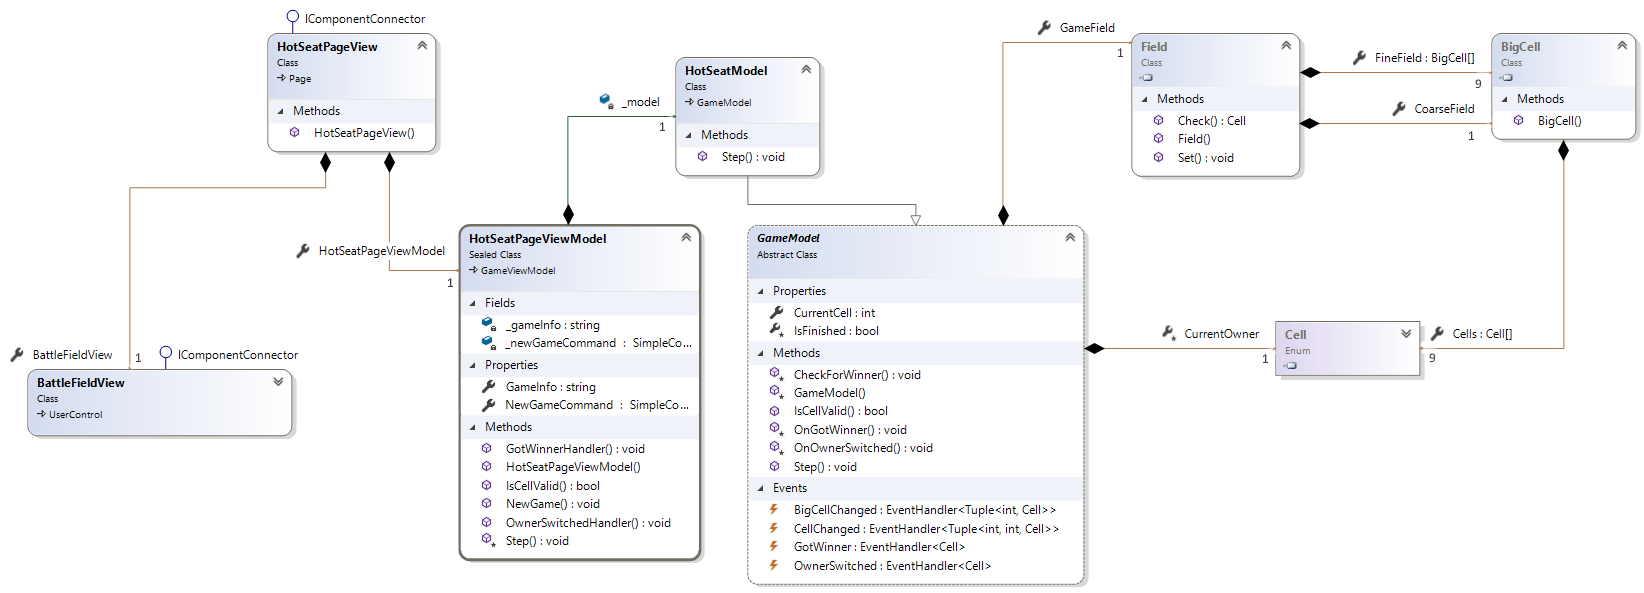 IComponentConnector
HotSeatPageView
Class
Page
Methods
HotSeatPageView()
HotSeatPageViewModel
1
BattleFieldView
1
IComponentConnector
BattleFieldView
Class
UserControl
_model
1
HotSeatModel
Class
GameModel
Methods
Step() : void
HotSeatPageViewModel
Sealed Class
GameViewModel
Fields
_gameInfo : string
_newGameCommand : SimpleCo...
Properties
GameInfo : string
NewGameCommand : SimpleCo...
Methods
GotWinnerHandler() : void
HotSeatPageViewModel()
IsCellValid() : bool
NewGame() : void
OwnerSwitchedHandler() : void
Step() : void
GameModel
Abstract Class
Properties
CurrentCell : int
IsFinished : bool
Methods
CheckForWinner() : void
GameModel()
IsCellValid() : bool
OnGotWinner() : void
OnOwnerSwitched() : void
Step() : void
Events
BigCellChanged : EventHandler<Tuple<int, Cell>>
CellChanged : EventHandler<Tuple<int, int, Cell>>
GotWinner : EventHandler<Cell>
OwnerSwitched : EventHandler<Cell>
GameField
1
Field
Class
Methods
Check() : Cell
Field()
Set() : void
FineField : BigCell[]
9
CoarseField
1
BigCell
Class
Methods
BigCell()
CurrentOwner
1
Cell
Enum
Cells : Cell[]
9